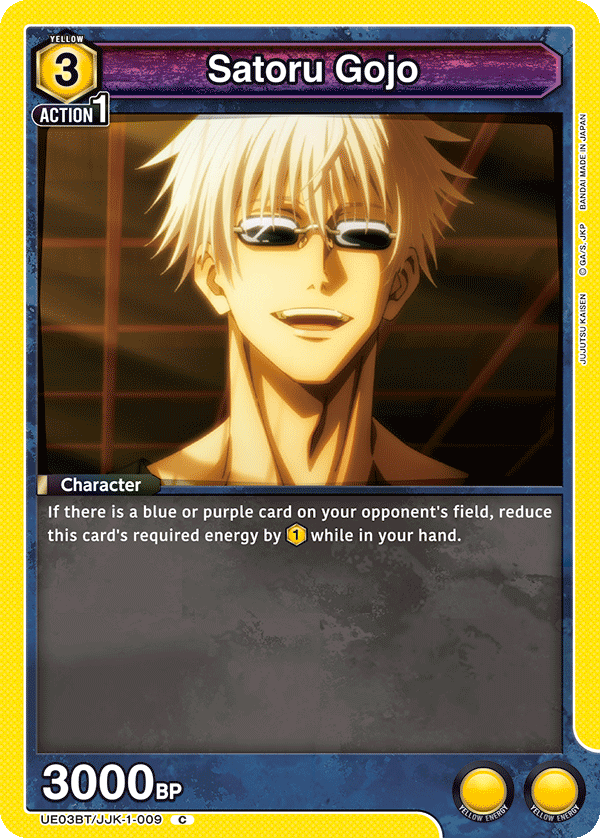 YELLOW
3
Satoru Gojo
ACTION 1
JUJUTSU KAISEN © GA/S, JKP BANDAI MADE IN JAPAN
Character
If there is a blue or purple card on your opponent's field, reduce
this card's required energy by 1 while in your hand.
3000 BP
YELLOW ENERGY YELLOW ENERGY
UE03BT/JJK-1-009 C